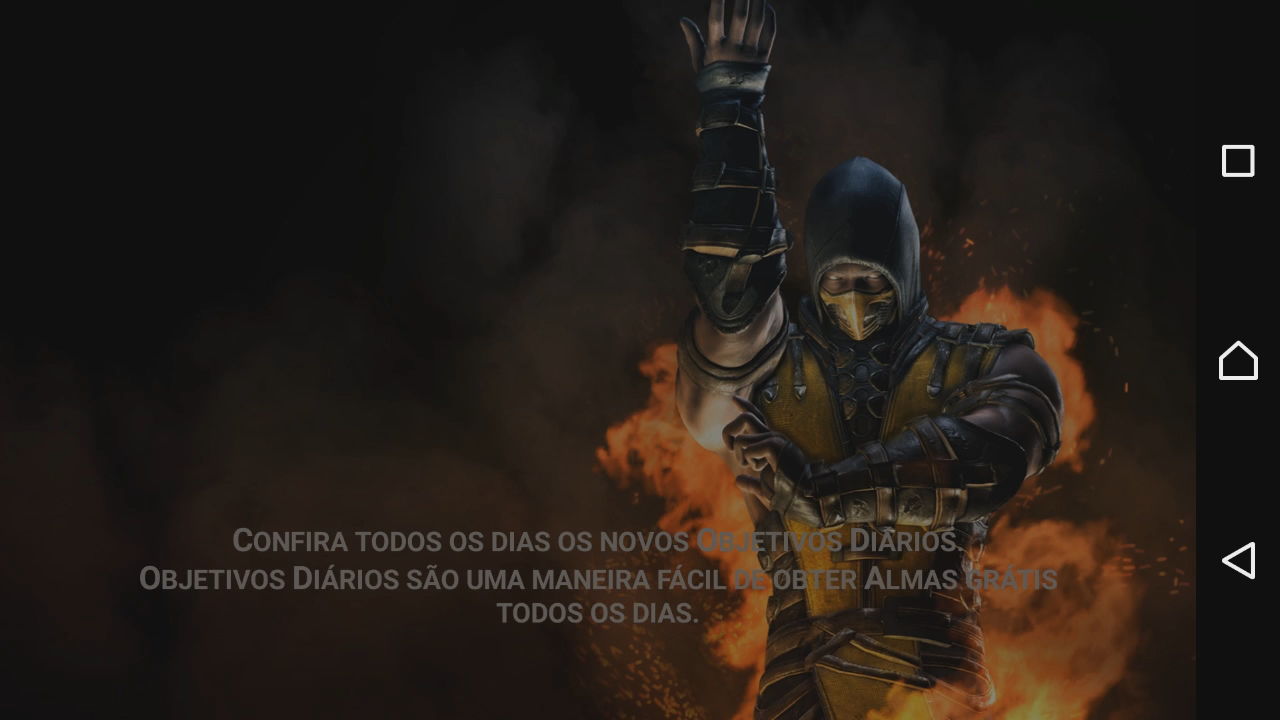 Confira todos os dias os novos Objetivos Diários.
Objetivos Diários são uma maneira fácil de obter Almas grátis
todos os dias.